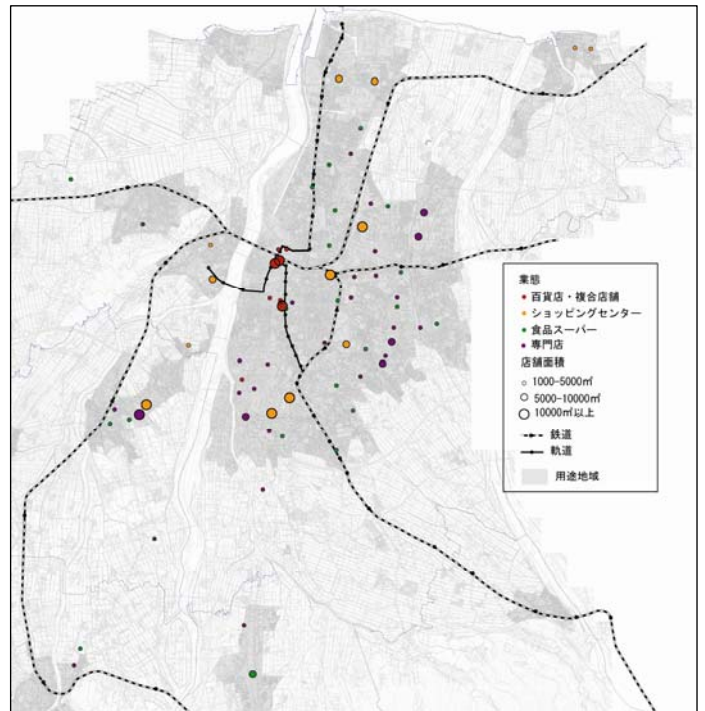 業態
百貨店・複合店舗
ショッピングセンター
食品スーパー
専門店
店舗面積
1000-5000㎡
5000-10000㎡
10000㎡以上
鉄道
軌道
用途地域